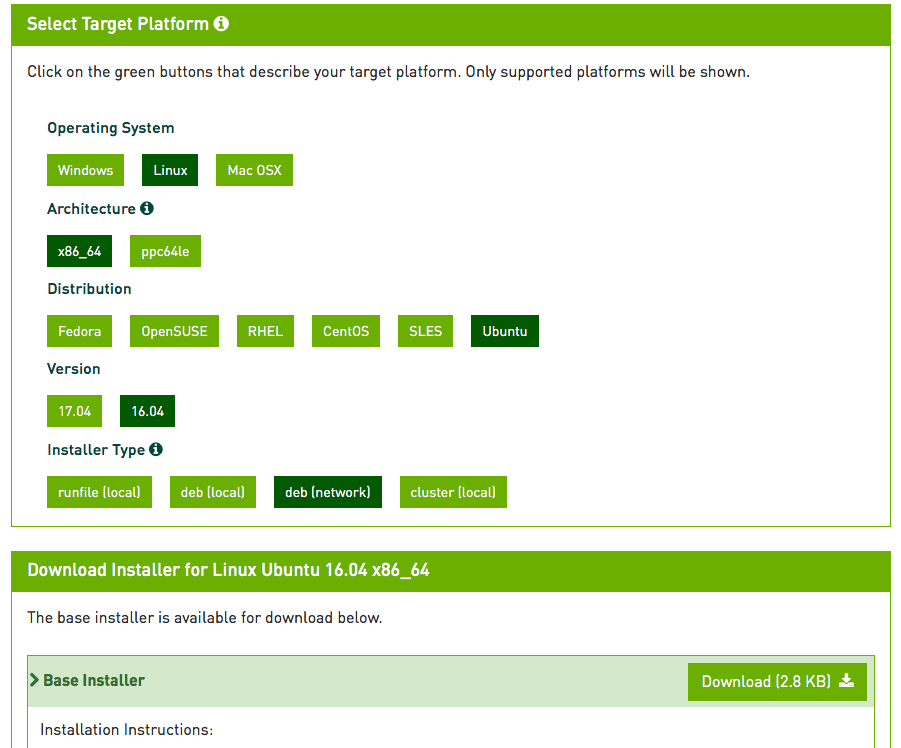 Select Target Platform
Click on the green buttons that describe your target platform. Only supported platforms will be shown.
Operating System
Windows Linux Mac OSX
Architecture
x86_64 ppc64le
Distribution
Fedora OpenSUSE RHEL CentOS SLES Ubuntu
Version
17.04 16.04
Installer Type
runfile (local) deb (local) deb (network) cluster (local)
Download Installer for Linux Ubuntu 16.04 x86_64
The base installer is available for download below.
Base Installer Download (2.8 KB)
Installation Instructions: